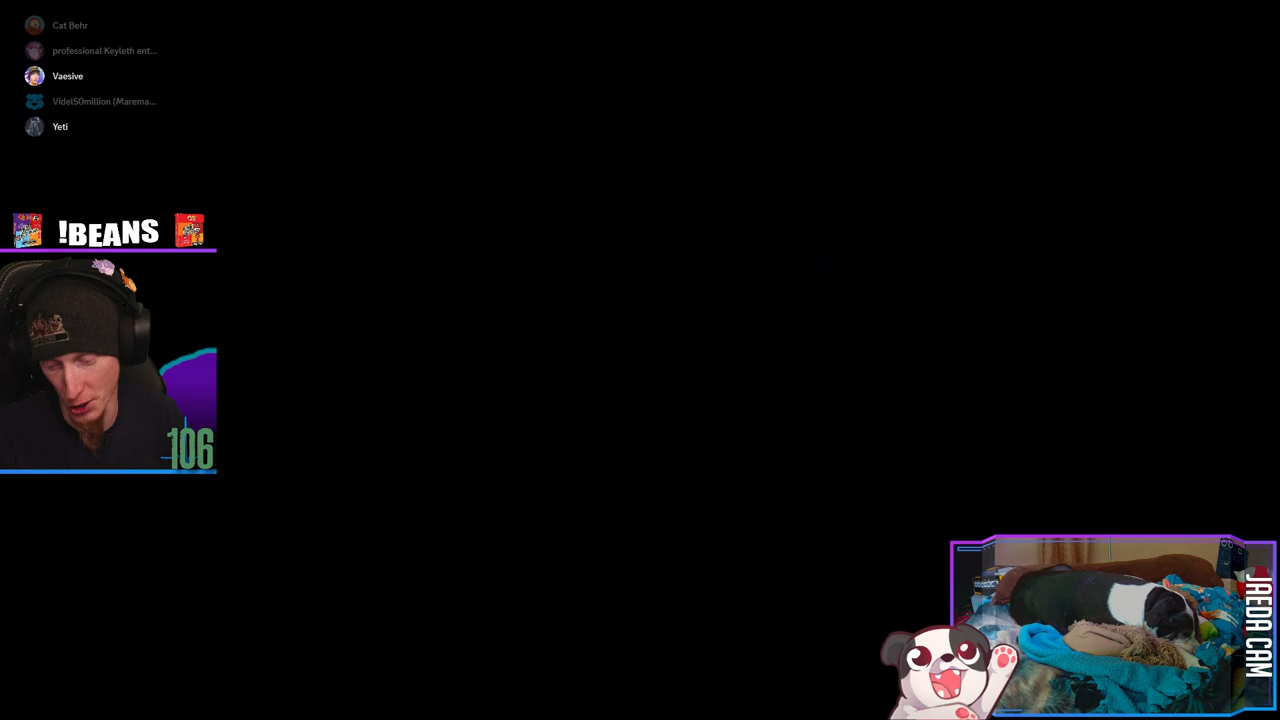 Cat Behr
professional Keyleth ent...
Vaesive
Videl50million (Marema...
Yeti
!BEANS
106
JAEDA CAM